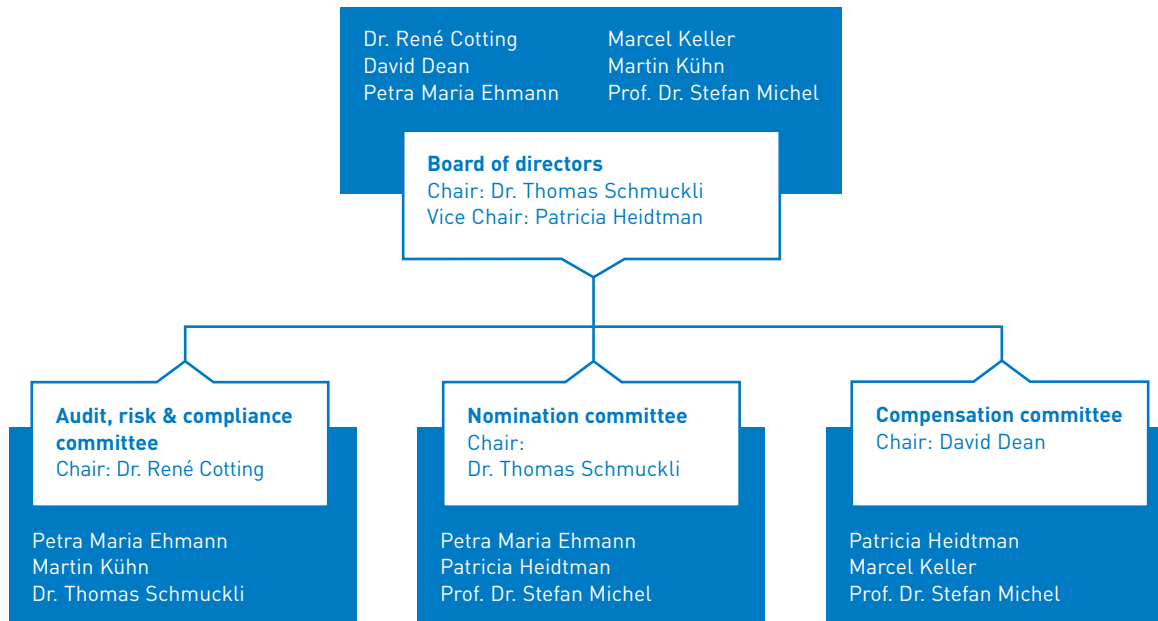 Dr. René Cotting
David Dean
Petra Maria Ehmann
Marcel Keller
Martin Kühn
Prof. Dr. Stefan Michel
Board of directors
Chair: Dr. Thomas Schmuckli
Vice Chair: Patricia Heidtman
Audit, risk & compliance
committee
Chair: Dr. René Cotting
Petra Maria Ehmann
Martin Kühn
Dr. Thomas Schmuckli
Nomination committee
Chair:
Dr. Thomas Schmuckli
Petra Maria Ehmann
Patricia Heidtman
Prof. Dr. Stefan Michel
Compensation committee
Chair: David Dean
Patricia Heidtman
Marcel Keller
Prof. Dr. Stefan Michel